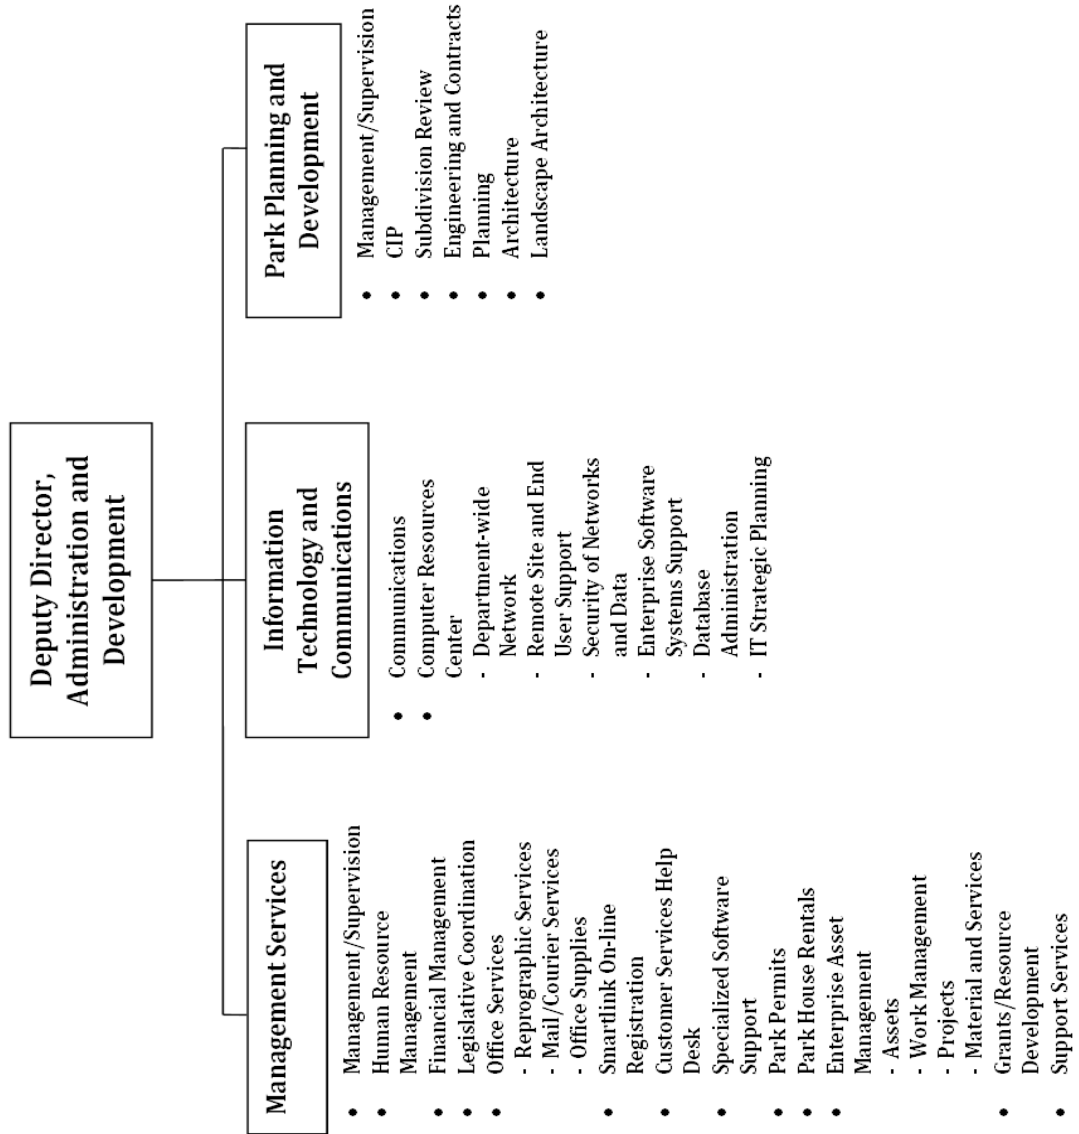 Deputy Director,
Administration and
Development
Management Services
• Management/Supervision
• Human Resource
Management
• Financial Management
• Legislative Coordination
• Office Services
- Reprographic Services
- Mail/Courier Services
- Office Supplies
• Smartlink On-line
Registration
• Customer Services Help
Desk
• Specialized Software
Support
• Park Permits
• Park House Rentals
• Enterprise Asset
Management
- Assets
- Work Management
- Projects
- Material and Services
• Grants/Resource
Development
• Support Services
Information
Technology and
Communications
• Communications
• Computer Resources
Center
- Department-wide
Network
- Remote Site and End
User Support
- Security of Networks
and Data
- Enterprise Software
Systems Support
- Database
Administration
- IT Strategic Planning
Park Planning and
Development
• Management/Supervision
• CIP
• Subdivision Review
• Engineering and Contracts
• Planning
• Architecture
• Landscape Architecture